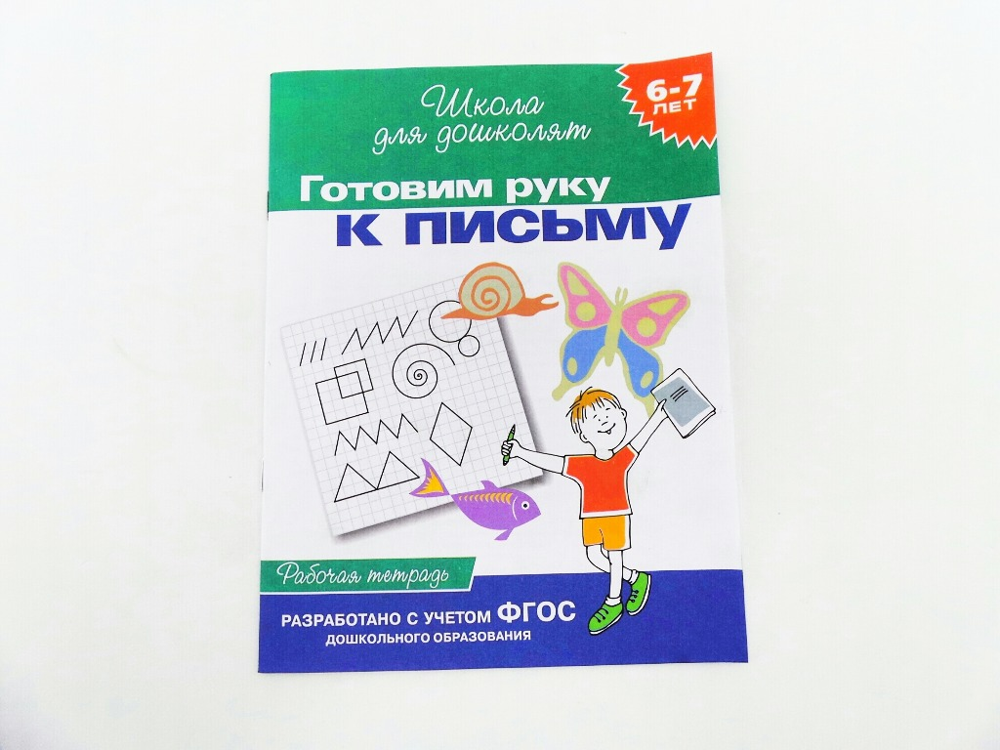 Школа
для дошколят
6-7
ЛЕТ
Готовим руку
к письму
Рабочая тетрадь
РАЗРАБОТАНО С УЧЕТОМ ФГОС
ДОШКОЛЬНОГО ОБРАЗОВАНИЯ